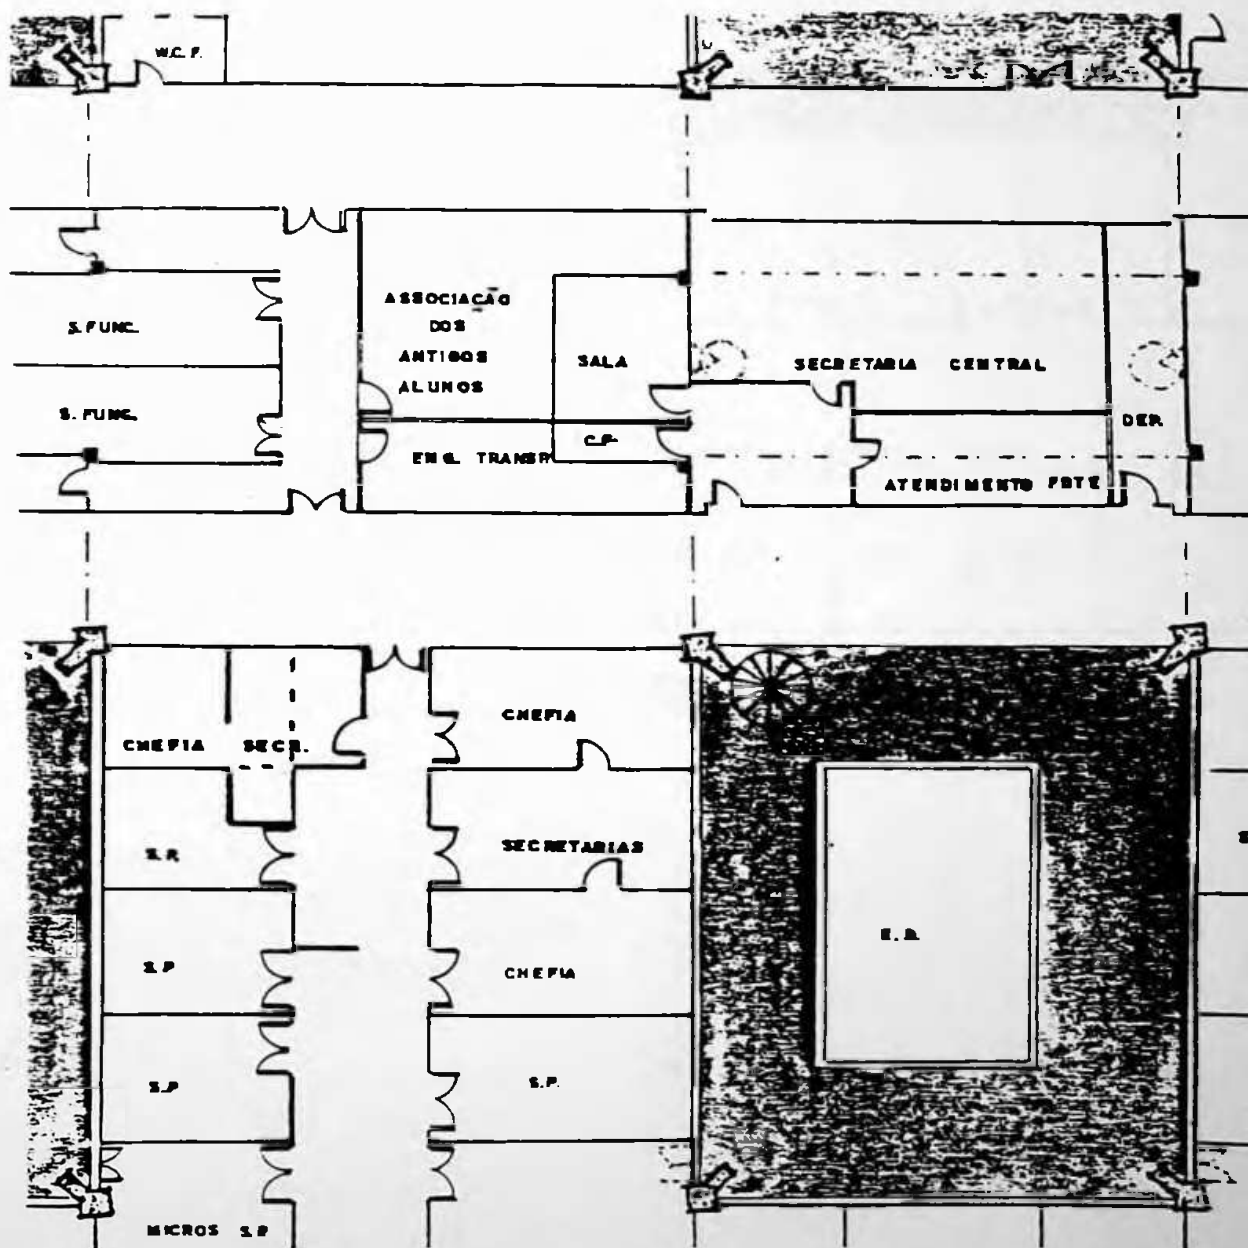 W.C. F.
S. FUNC.
S. FUNC.
ASSOCIAÇÃO
DOS
ANTIGOS
ALUNOS
SALA
C.P.
ENG. TRANSP
SECRETARIA CENTRAL
DER.
ATENDIMENTO FDTE
CHEFIA SECR.
CHEFIA
S.P.
SECRETARIAS
S.P
CHEFIA
S.P
S.P.
E.B.
MICROS S.P